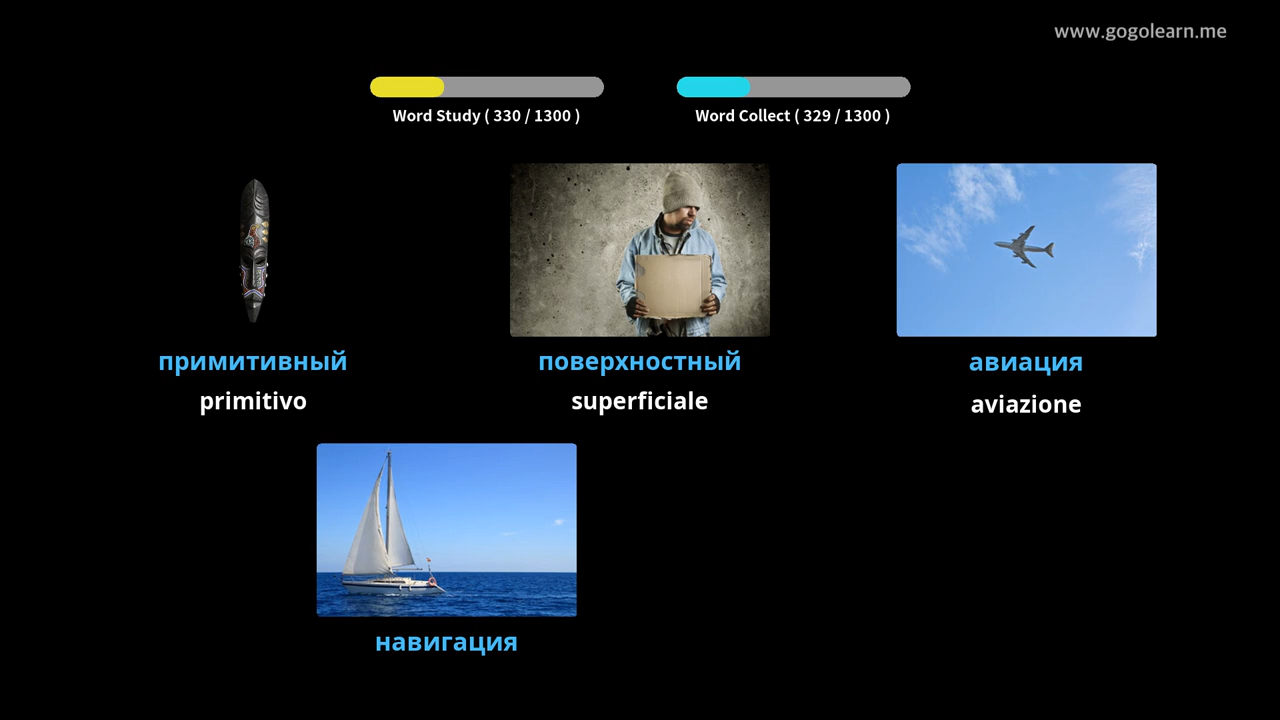 www.gogolearn.me
Word Study ( 330 / 1300 )
Word Collect ( 329 / 1300 )
примитивный
primitivo
поверхностный
superficiale
авиация
aviazione
навигация